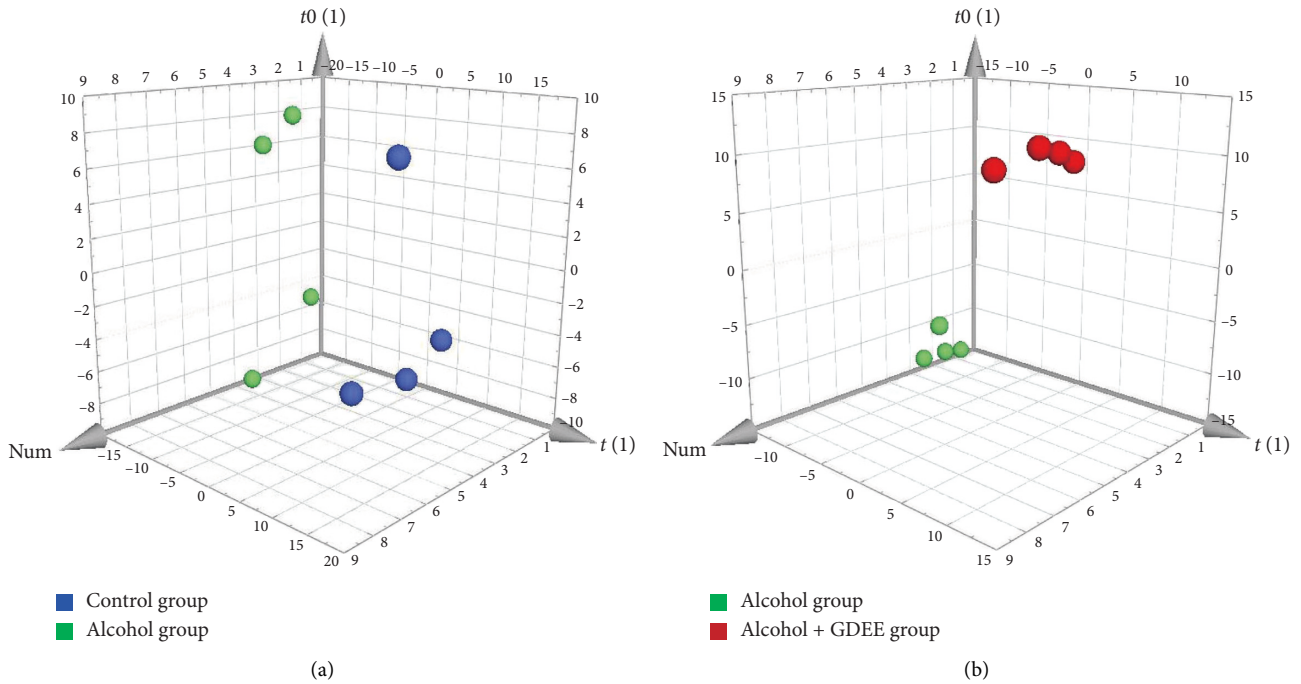 t0 (1)
9 8 7 6 5 4 3 2 1 –20 –15 –10 –5 0 5 10 15
10 10
8 8
6 6
4 4
2 2
0 0
–2 –2
–4 –4
–6 –6
–8 –8
–10
Num t (1)
–15 –10 –5 0 5 10 15 20
1 2 3 4 5 6 7 8 9
Control group
Alcohol group
(a)
t0 (1)
9 8 7 6 5 4 3 2 1 –15 –10 –5 0 5 10
15 15
10 10
5 5
0 0
–5 –5
–10 –10
–15
Num t (1)
–10 –5 0 5 10 15
1 2 3 4 5 6 7 8 9
Alcohol group
Alcohol + GDEE group
(b)